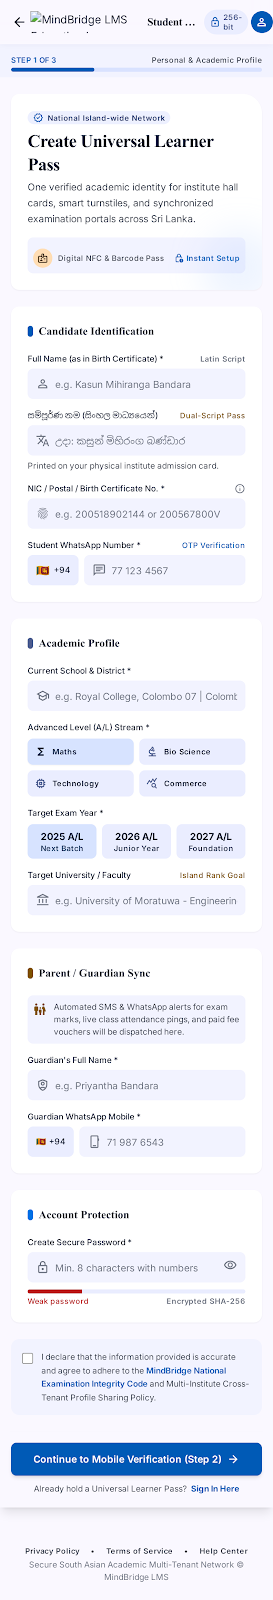 MindBridge LMS
Student ...
256-bit
STEP 1 OF 3
Personal & Academic Profile
National Island-wide Network
Create Universal Learner
Pass
One verified academic identity for institute hall
cards, smart turnstiles, and synchronized
examination portals across Sri Lanka.
Digital NFC & Barcode Pass
Instant Setup
Candidate Identification
Full Name (as in Birth Certificate) *
Latin Script
e.g. Kasun Mihiranga Bandara
සම්පූර්ණ නම (සිංහල මාධ්‍යයෙන්)
Dual-Script Pass
උදා: කසුන් මිහිරංග බණ්ඩාර
Printed on your physical institute admission card.
NIC / Postal / Birth Certificate No. *
e.g. 200518902144 or 200567800V
Student WhatsApp Number *
OTP Verification
+94
77 123 4567
Academic Profile
Current School & District *
e.g. Royal College, Colombo 07 | Colomb
Advanced Level (A/L) Stream *
Maths
Bio Science
Technology
Commerce
Target Exam Year *
2025 A/L
Next Batch
2026 A/L
Junior Year
2027 A/L
Foundation
Target University / Faculty
Island Rank Goal
e.g. University of Moratuwa - Engineerin
Parent / Guardian Sync
Automated SMS & WhatsApp alerts for exam
marks, live class attendance pings, and paid fee
vouchers will be dispatched here.
Guardian's Full Name *
e.g. Priyantha Bandara
Guardian WhatsApp Mobile *
+94
71 987 6543
Account Protection
Create Secure Password *
Min. 8 characters with numbers
Weak password
Encrypted SHA-256
I declare that the information provided is accurate
and agree to adhere to the MindBridge National
Examination Integrity Code and Multi-Institute Cross-
Tenant Profile Sharing Policy.
Continue to Mobile Verification (Step 2)
Already hold a Universal Learner Pass? Sign In Here
Privacy Policy • Terms of Service • Help Center
Secure South Asian Academic Multi-Tenant Network ©
MindBridge LMS